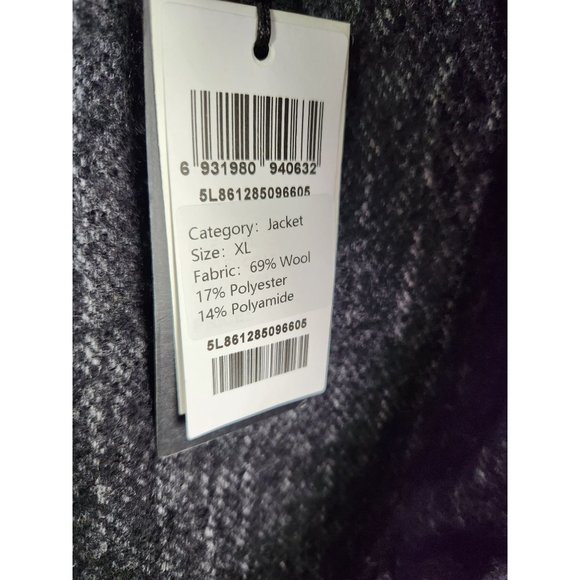 6 931980 940632
5L861285096605
Category: Jacket
Size: XL
Fabric: 69% Wool
17% Polyester
14% Polyamide
5L861285096605